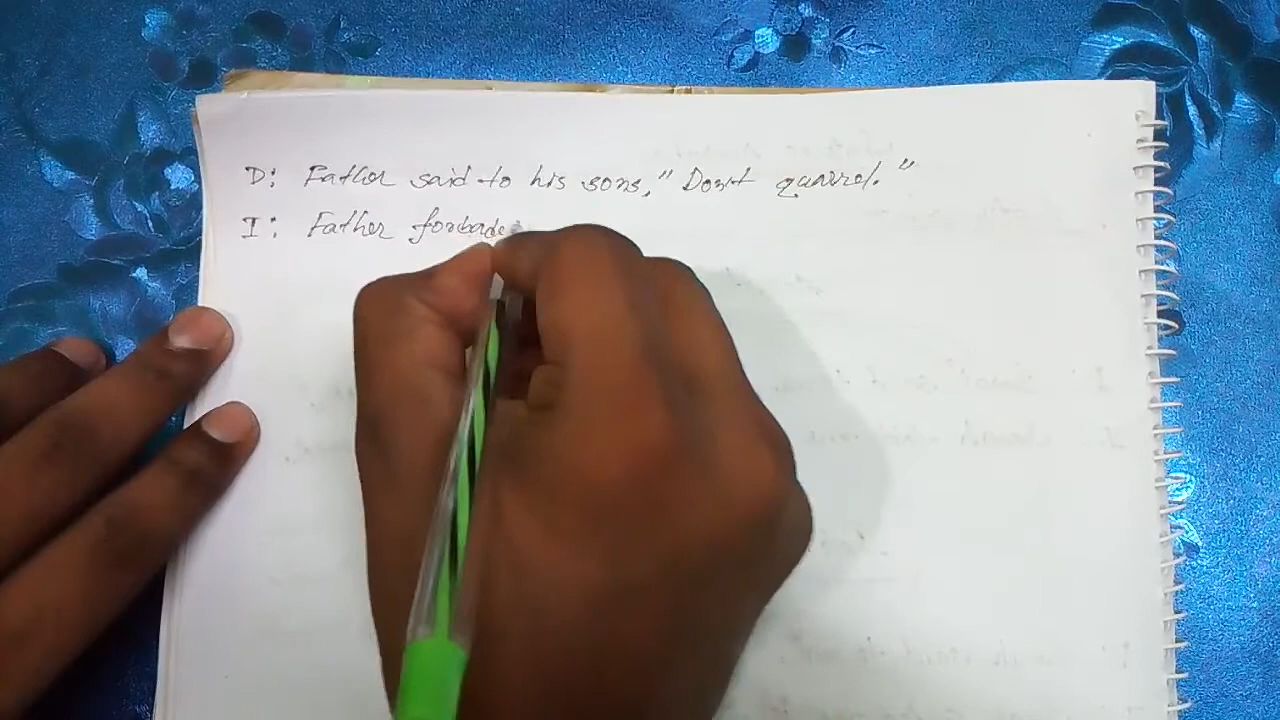 D: Father said to his sons, "Don't quarrel."
I: Father forbade